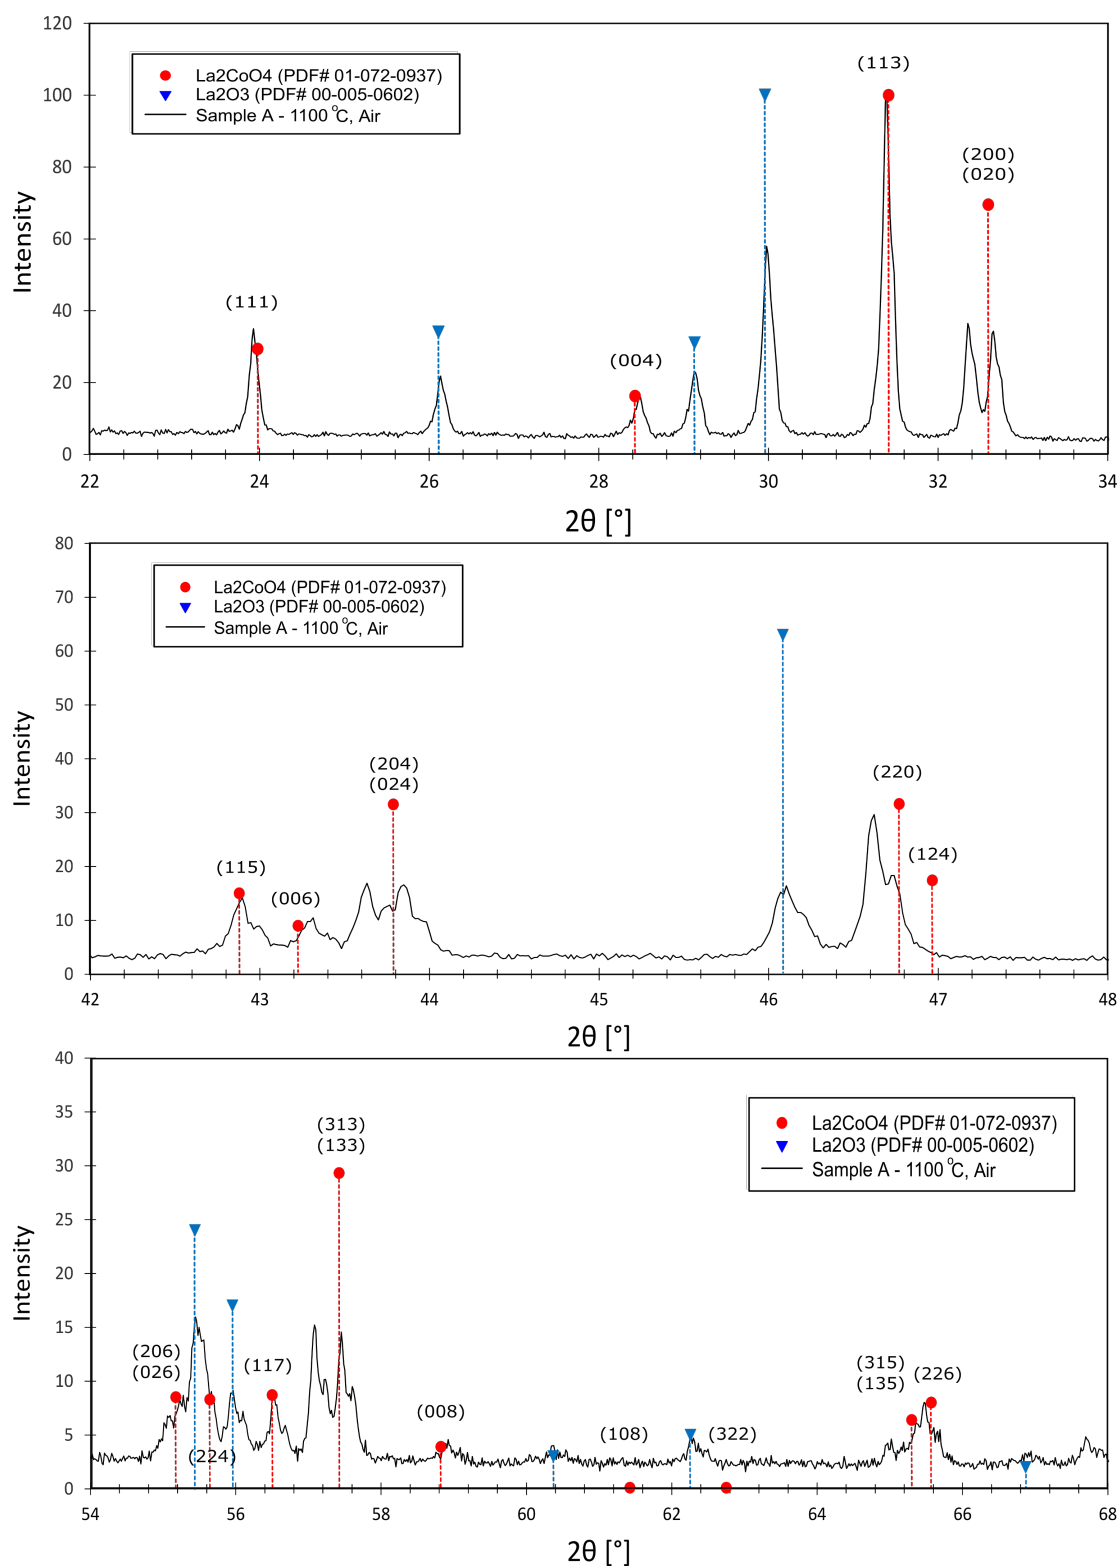 120
100
80
60
40
20
0
Intensity
La2CoO4 (PDF# 01-072-0937)
La2O3 (PDF# 00-005-0602)
Sample A - 1100 °C, Air
(111)
(004)
(113)
(200)
(020)
22 24 26 28 30 32 34
2θ [°]
80
70
60
50
40
30
20
10
0
Intensity
La2CoO4 (PDF# 01-072-0937)
La2O3 (PDF# 00-005-0602)
Sample A - 1100 °C, Air
(115)
(006)
(204)
(024)
(220)
(124)
42 43 44 45 46 47 48
2θ [°]
40
35
30
25
20
15
10
5
0
Intensity
La2CoO4 (PDF# 01-072-0937)
La2O3 (PDF# 00-005-0602)
Sample A - 1100 °C, Air
(206)
(026)
(224)
(117)
(313)
(133)
(008)
(108)
(322)
(315)
(135)
(226)
54 56 58 60 62 64 66 68
2θ [°]